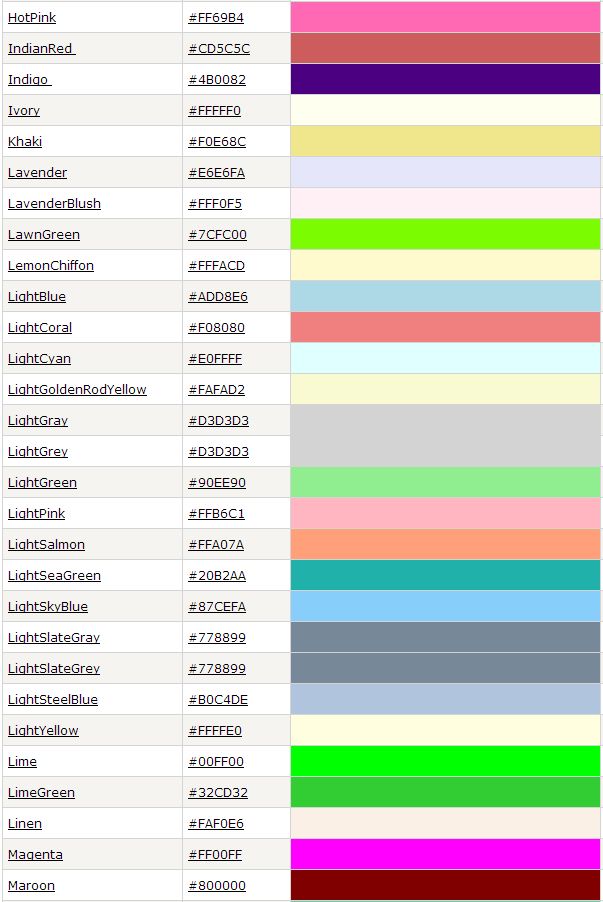 HotPink #FF69B4
IndianRed #CD5C5C
Indigo #4B0082
Ivory #FFFFF0
Khaki #F0E68C
Lavender #E6E6FA
LavenderBlush #FFF0F5
LawnGreen #7CFC00
LemonChiffon #FFFACD
LightBlue #ADD8E6
LightCoral #F08080
LightCyan #E0FFFF
LightGoldenRodYellow #FAFAD2
LightGray #D3D3D3
LightGrey #D3D3D3
LightGreen #90EE90
LightPink #FFB6C1
LightSalmon #FFA07A
LightSeaGreen #20B2AA
LightSkyBlue #87CEFA
LightSlateGray #778899
LightSlateGrey #778899
LightSteelBlue #B0C4DE
LightYellow #FFFFE0
Lime #00FF00
LimeGreen #32CD32
Linen #FAF0E6
Magenta #FF00FF
Maroon #800000